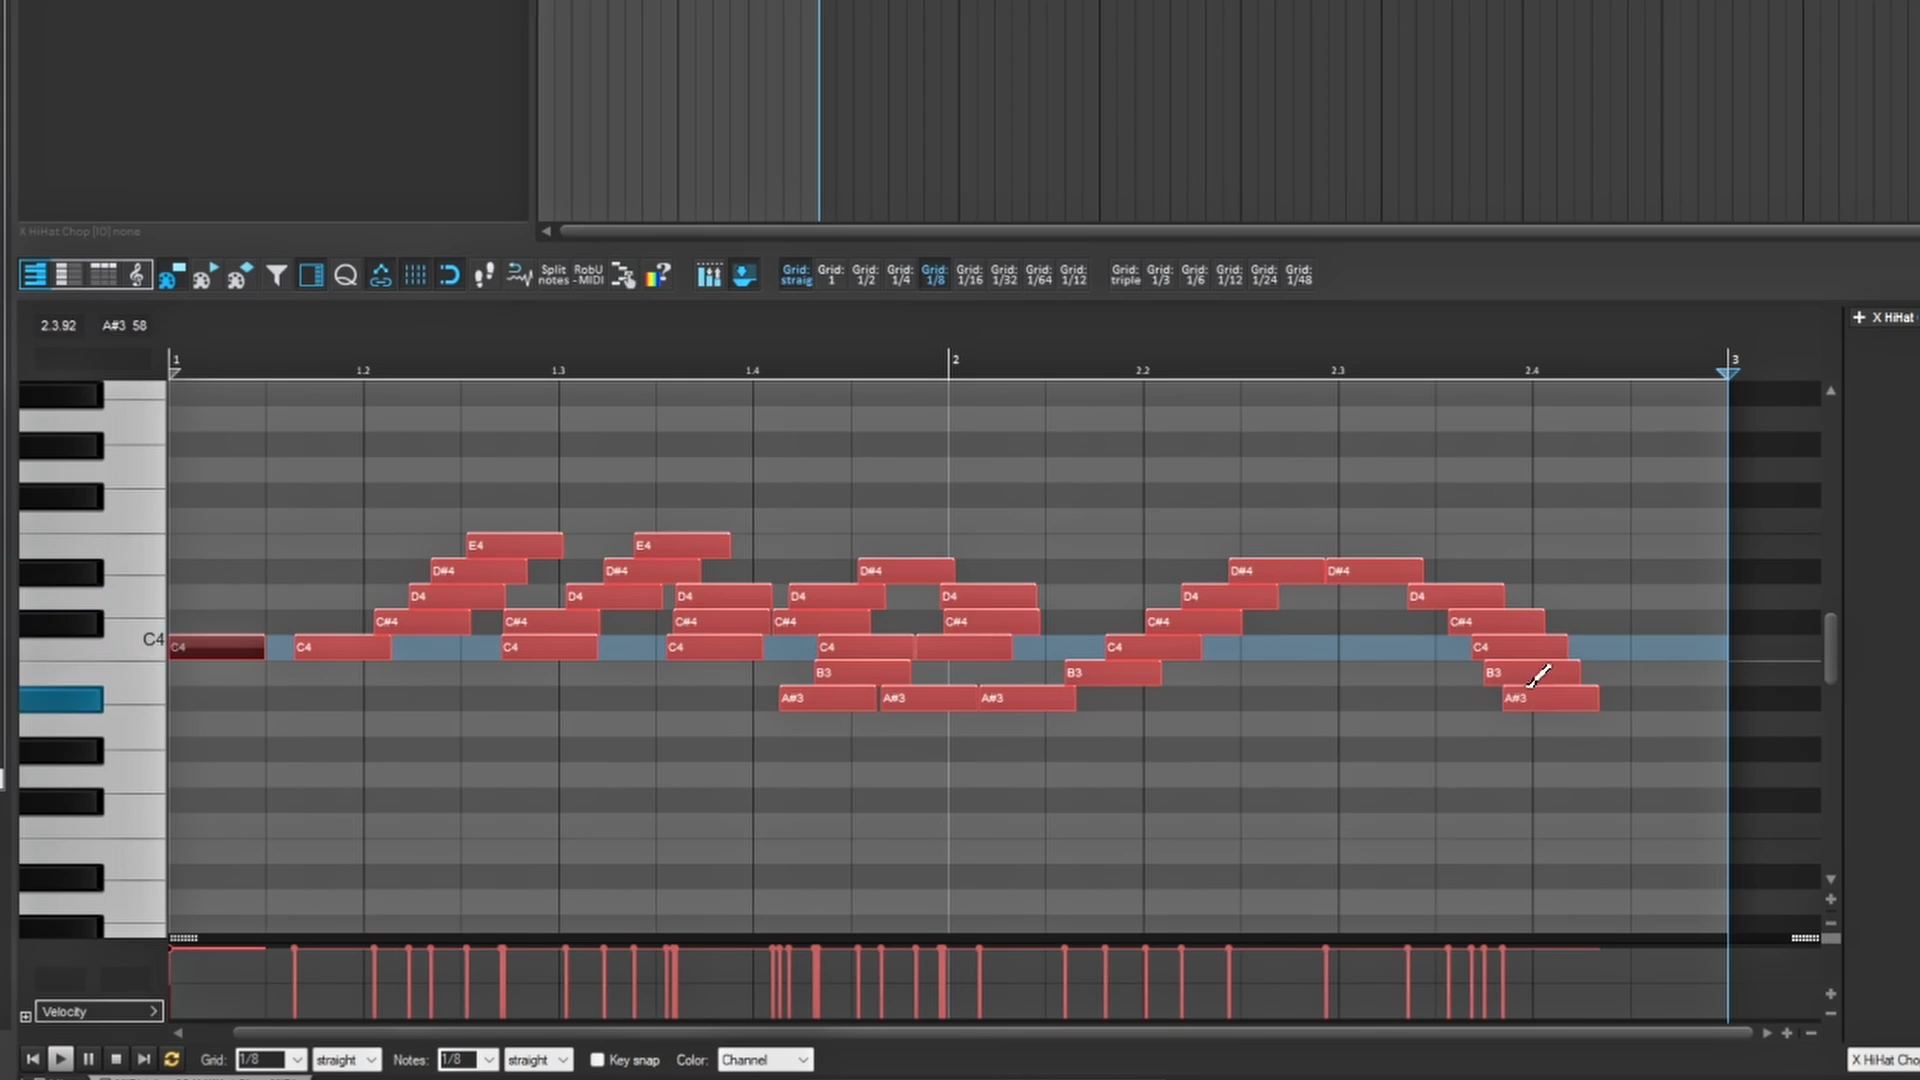 X HiHat Chop [IO] none
Split notes RobU -MIDI Grid: straig Grid: 1 Grid: 1/2 Grid: 1/4 Grid: 1/8 Grid: 1/16 Grid: 1/32 Grid: 1/64 Grid: 1/12 Grid: triple Grid: 1/3 Grid: 1/6 Grid: 1/12 Grid: 1/24 Grid: 1/48
2.3.92 A#3 58
+ X HiHat
1 2 3
1.2 1.3 1.4 2.2 2.3 2.4
E4 E4
D#4 D#4 D#4 D#4 D#4
D4 D4 D4 D4 D4 D4 D4
C#4 C#4 C#4 C#4 C#4 C#4 C#4
C4 C4 C4 C4 C4 C4 C4 C4
B3 B3 B3
A#3 A#3 A#3 A#3
Velocity
Grid: 1/8 straight Notes: 1/8 straight Key snap Color: Channel
X HiHat Cho